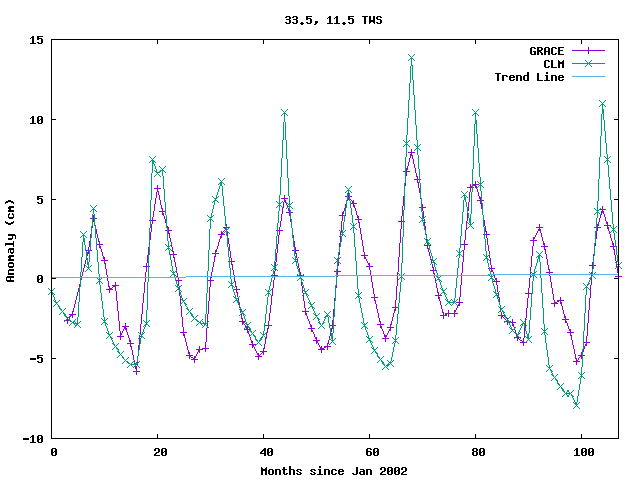 33.5, 11.5 TWS
GRACE
CLM
Trend Line
15
10
5
0
-5
-10
Anomaly (cm)
0 20 40 60 80 100
Months since Jan 2002